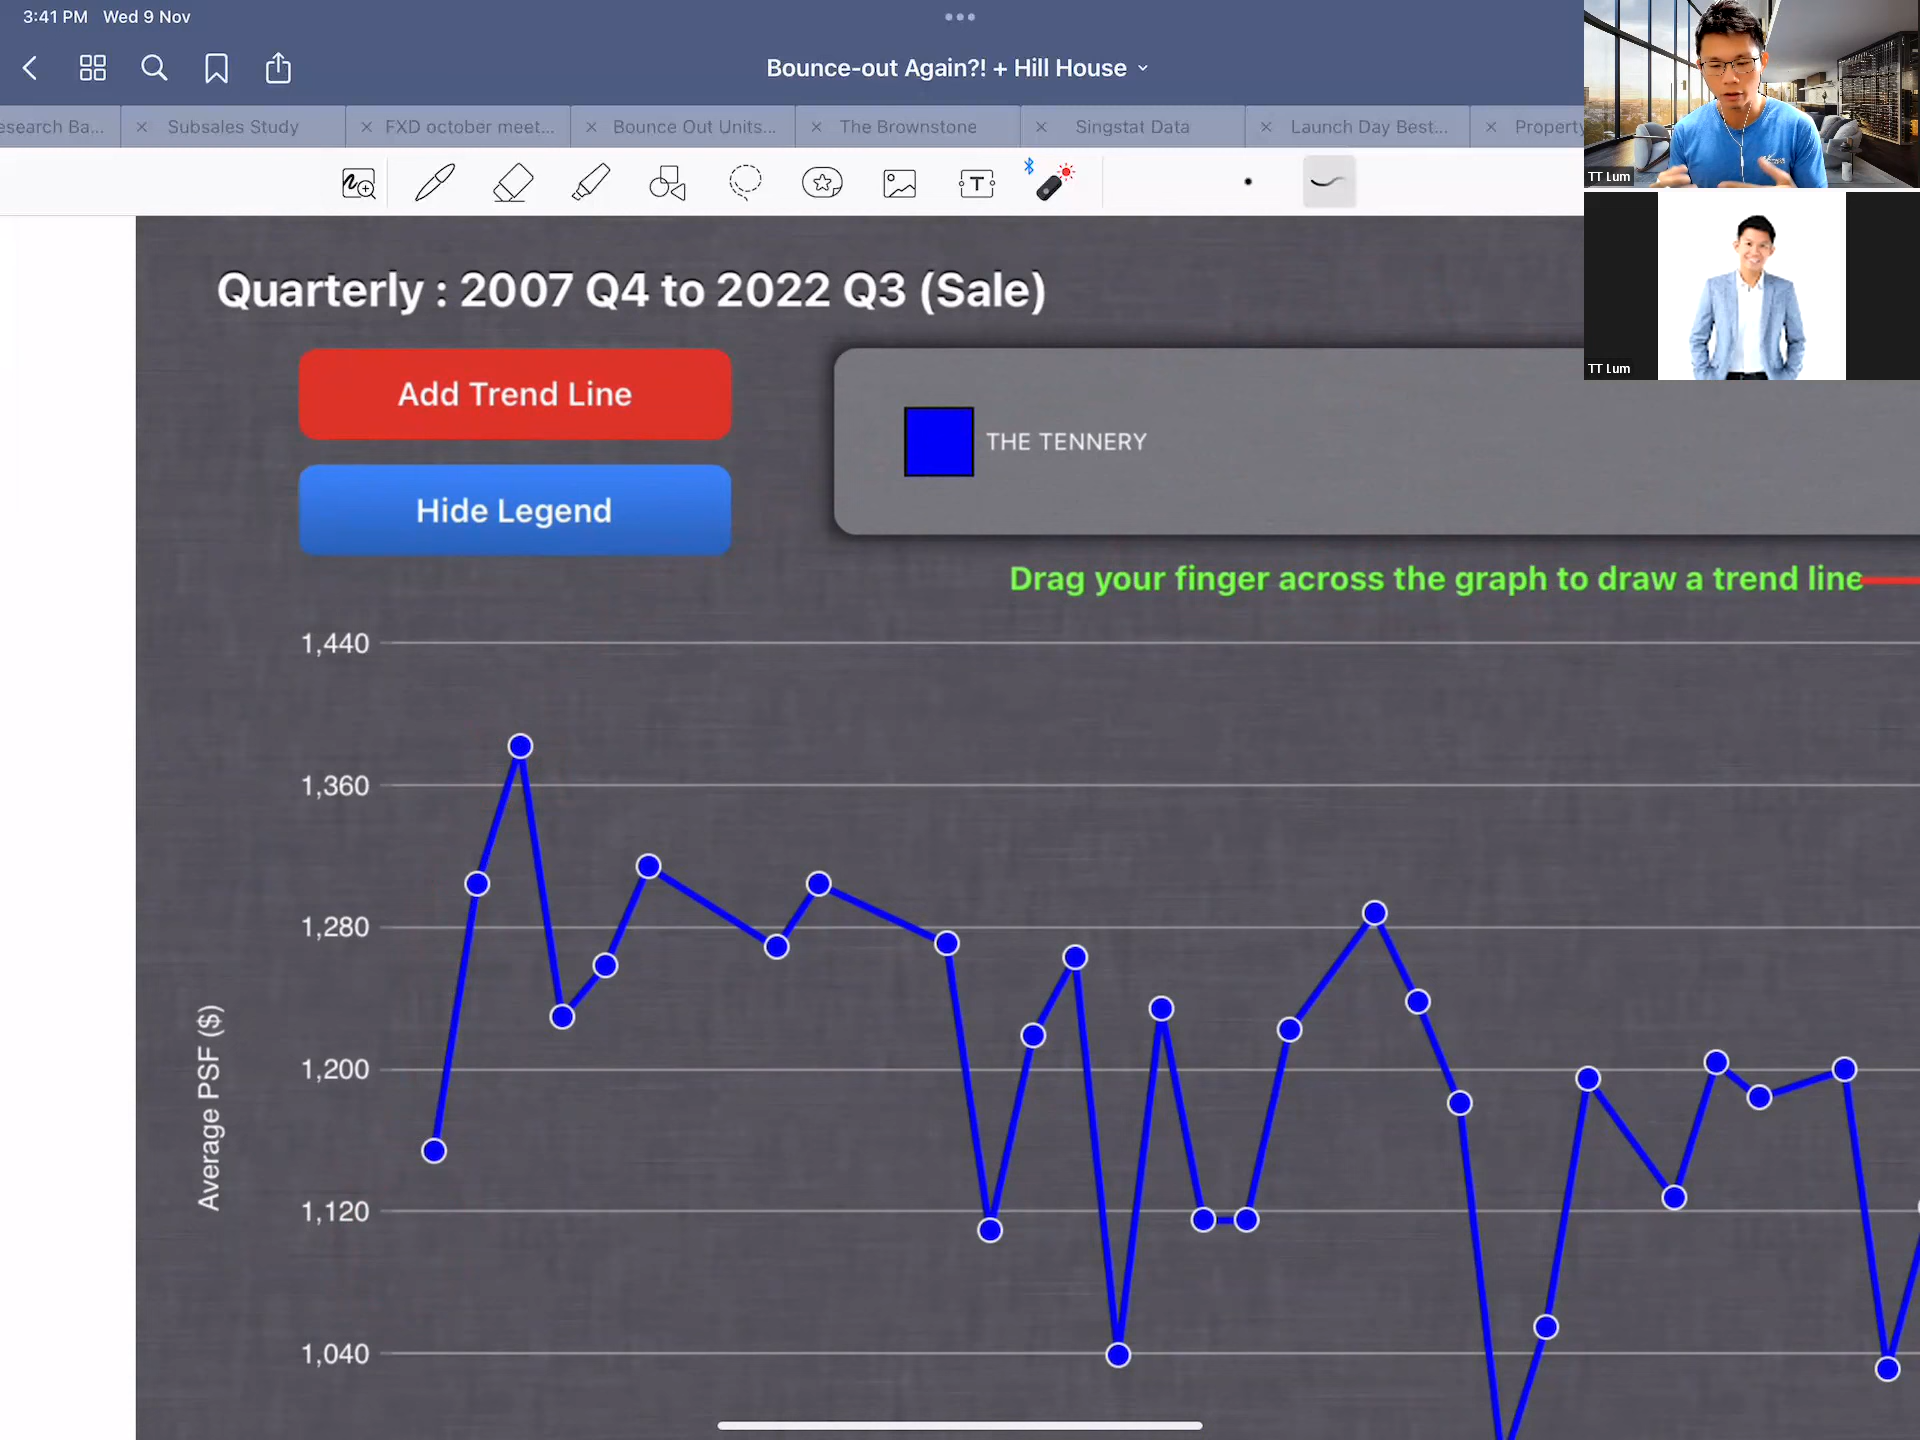 3:41 PM Wed 9 Nov
Bounce-out Again?! + Hill House
esearch Ba...
Subsales Study
FXD october meet...
Bounce Out Units...
The Brownstone
Singstat Data
Launch Day Best...
Property
T
TT Lum
TT Lum
Quarterly : 2007 Q4 to 2022 Q3 (Sale)
Add Trend Line
THE TENNERY
Hide Legend
Drag your finger across the graph to draw a trend line
1,440
1,360
1,280
1,200
1,120
1,040
Average PSF ($)